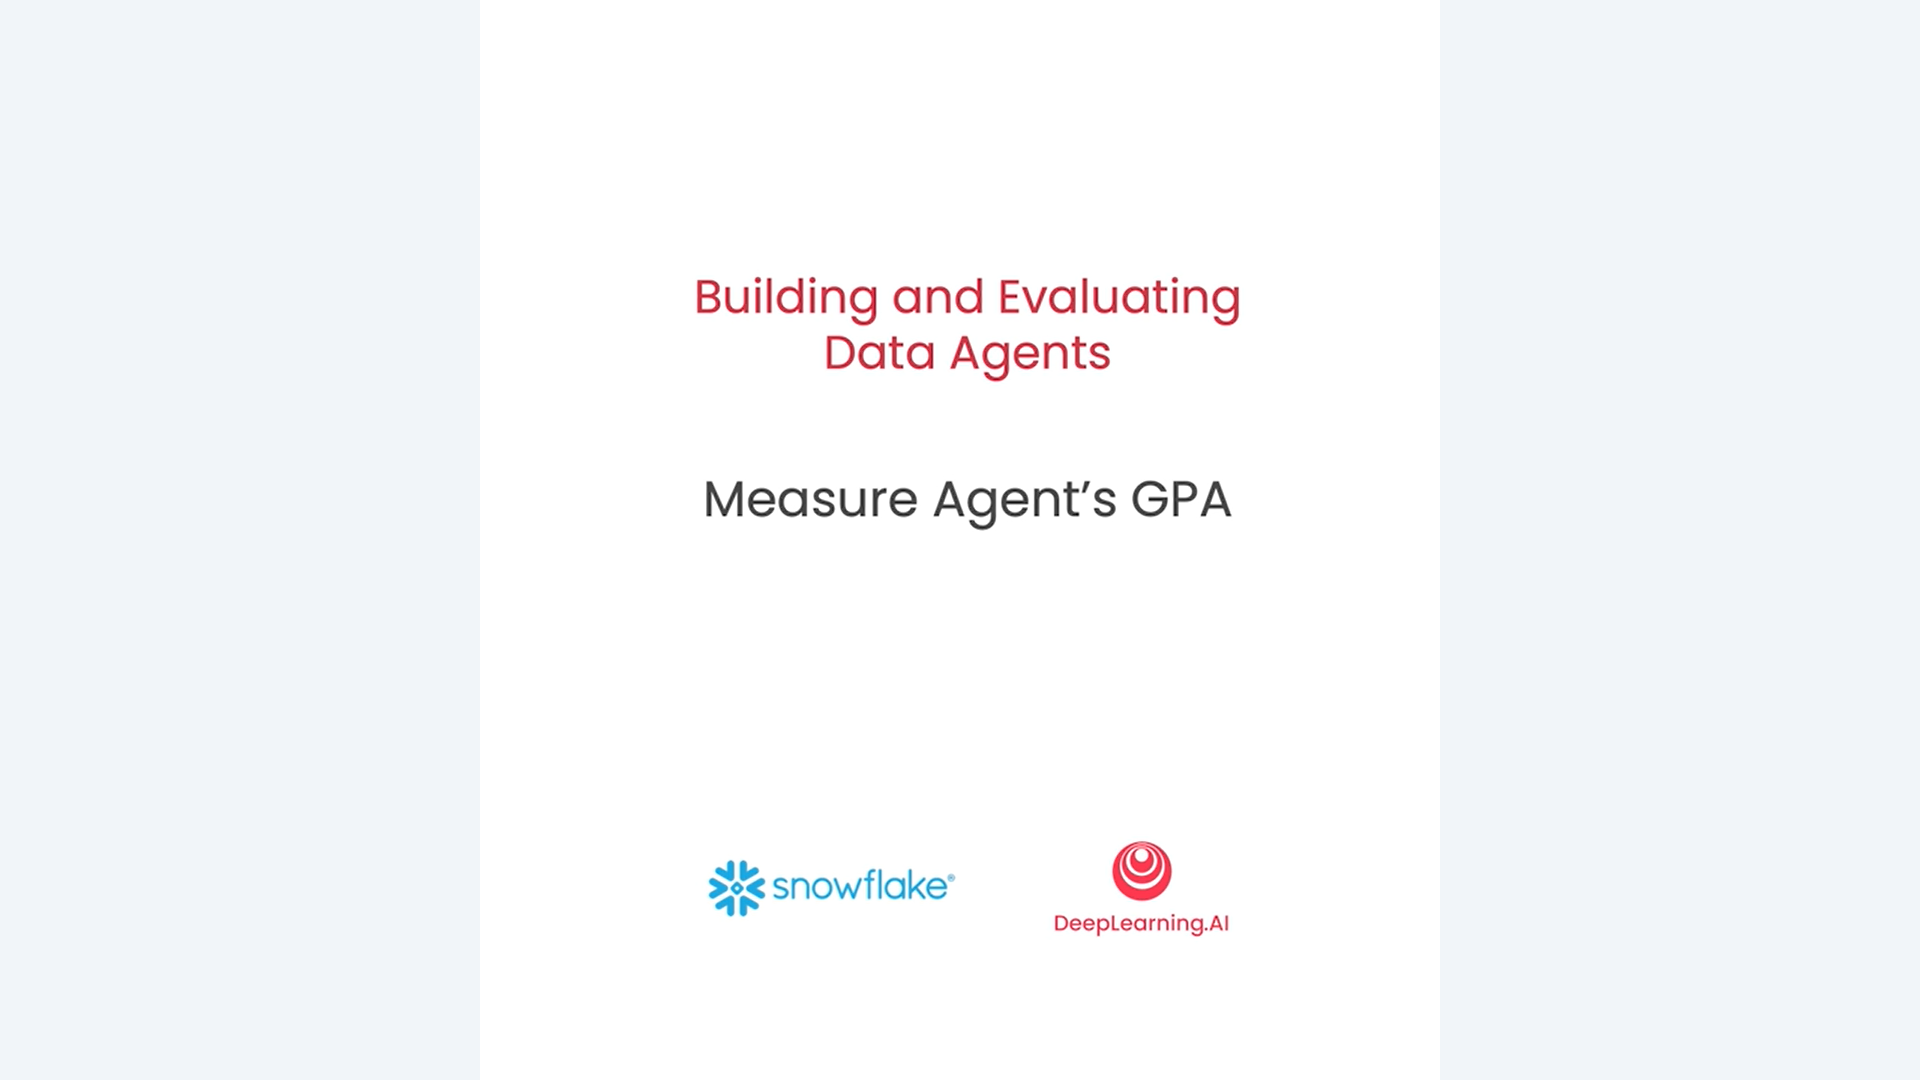 Building and Evaluating
Data Agents
Measure Agent’s GPA
snowflake®
DeepLearning.AI